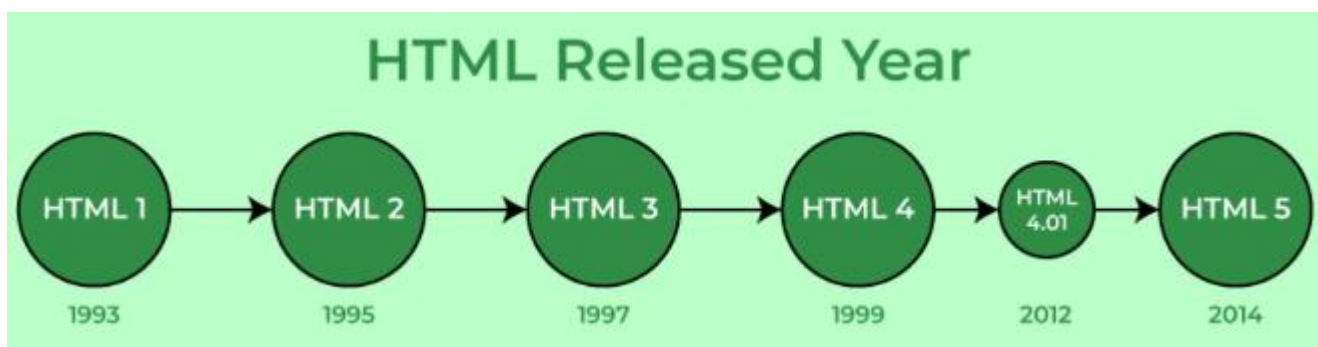 HTML Released Year
HTML 1
HTML 2
HTML 3
HTML 4
HTML
4.01
HTML 5
1993
1995
1997
1999
2012
2014